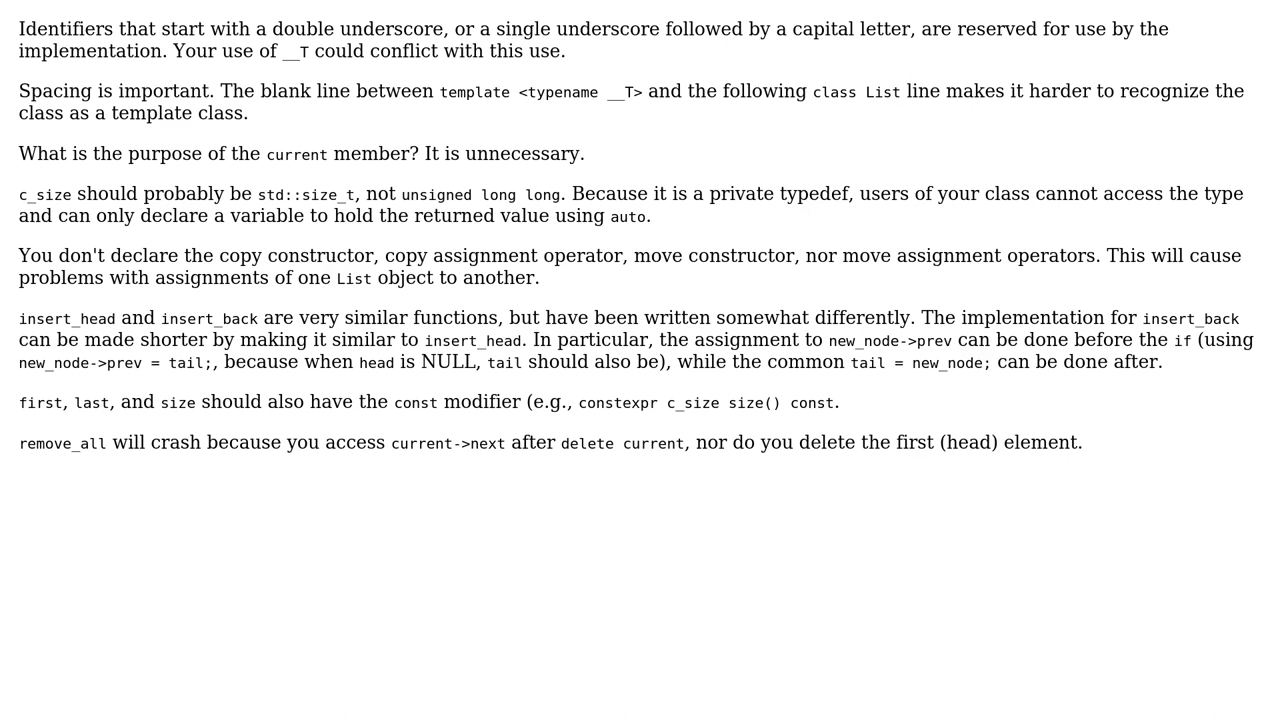 Identifiers that start with a double underscore, or a single underscore followed by a capital letter, are reserved for use by the
implementation. Your use of __T could conflict with this use.
Spacing is important. The blank line between template <typename __T> and the following class List line makes it harder to recognize the
class as a template class.
What is the purpose of the current member? It is unnecessary.
c_size should probably be std::size_t, not unsigned long long. Because it is a private typedef, users of your class cannot access the type
and can only declare a variable to hold the returned value using auto.
You don't declare the copy constructor, copy assignment operator, move constructor, nor move assignment operators. This will cause
problems with assignments of one List object to another.
insert_head and insert_back are very similar functions, but have been written somewhat differently. The implementation for insert_back
can be made shorter by making it similar to insert_head. In particular, the assignment to new_node->prev can be done before the if (using
new_node->prev = tail;, because when head is NULL, tail should also be), while the common tail = new_node; can be done after.
first, last, and size should also have the const modifier (e.g., constexpr c_size size() const.
remove_all will crash because you access current->next after delete current, nor do you delete the first (head) element.